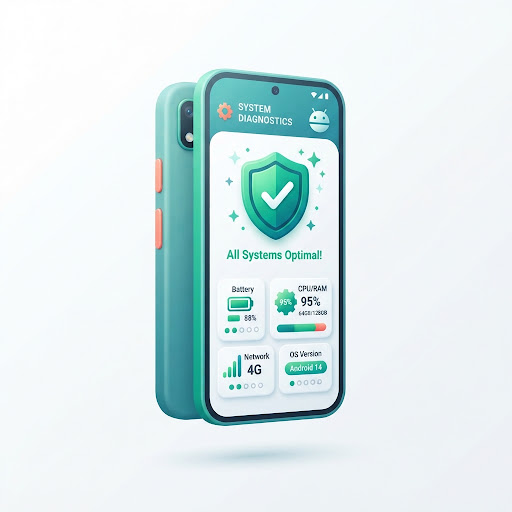 SYSTEM
DIAGNOSTICS
All Systems Optimal!
Battery
88%
CPU/RAM
95%
95%
64GB/128GB
Network
4G
OS Version
Android 14